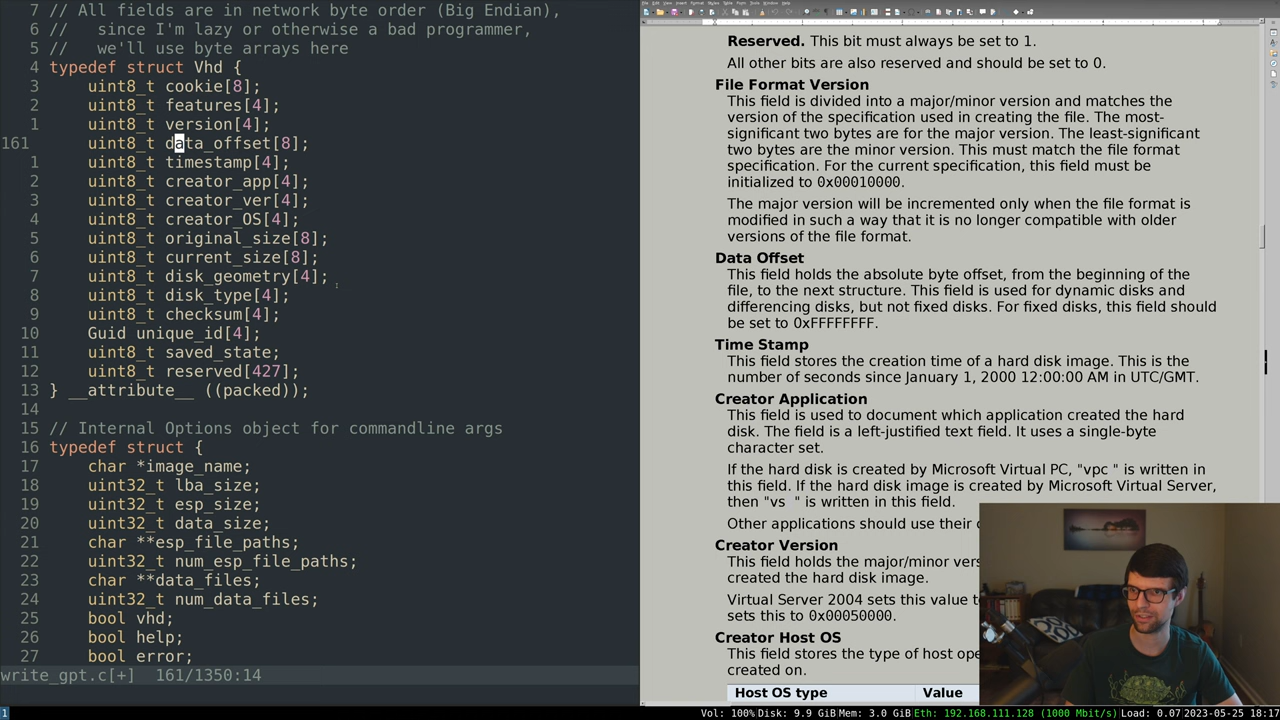 7 // All fields are in network byte order (Big Endian),
6 //   since I'm lazy or otherwise a bad programmer,
5 //   we'll use byte arrays here
4 typedef struct Vhd {
3     uint8_t cookie[8];
2     uint8_t features[4];
1     uint8_t version[4];
161     uint8_t data_offset[8];
1     uint8_t timestamp[4];
2     uint8_t creator_app[4];
3     uint8_t creator_ver[4];
4     uint8_t creator_OS[4];
5     uint8_t original_size[8];
6     uint8_t current_size[8];
7     uint8_t disk_geometry[4];
8     uint8_t disk_type[4];
9     uint8_t checksum[4];
10     Guid unique_id[4];
11     uint8_t saved_state;
12     uint8_t reserved[427];
13 } __attribute__ ((packed));
14
15 // Internal Options object for commandline args
16 typedef struct {
17     char *image_name;
18     uint32_t lba_size;
19     uint32_t esp_size;
20     uint32_t data_size;
21     char **esp_file_paths;
22     uint32_t num_esp_file_paths;
23     char **data_files;
24     uint32_t num_data_files;
25     bool vhd;
26     bool help;
27     bool error;
write_gpt.c[+]  161/1350:14
Reserved. This bit must always be set to 1.
All other bits are also reserved and should be set to 0.
File Format Version
This field is divided into a major/minor version and matches the
version of the specification used in creating the file. The most-
significant two bytes are for the major version. The least-significant
two bytes are the minor version. This must match the file format
specification. For the current specification, this field must be
initialized to 0x00010000.
The major version will be incremented only when the file format is
modified in such a way that it is no longer compatible with older
versions of the file format.
Data Offset
This field holds the absolute byte offset, from the beginning of the
file, to the next structure. This field is used for dynamic disks and
differencing disks, but not fixed disks. For fixed disks, this field should
be set to 0xFFFFFFFF.
Time Stamp
This field stores the creation time of a hard disk image. This is the
number of seconds since January 1, 2000 12:00:00 AM in UTC/GMT.
Creator Application
This field is used to document which application created the hard
disk. The field is a left-justified text field. It uses a single-byte
character set.
If the hard disk is created by Microsoft Virtual PC, "vpc " is written in
this field. If the hard disk image is created by Microsoft Virtual Server,
then "vs  " is written in this field.
Other applications should use their
Creator Version
This field holds the major/minor
created the hard disk image.
Virtual Server 2004 sets this value
sets this to 0x00050000.
Creator Host OS
This field stores the type of host
created on.
Host OS type Value
1 Vol: 100% Disk: 9.9 GiB Mem: 3.0 GiB Eth: 192.168.111.128 (1000 Mbit/s) Load: 0.07 2023-05-25 18:17